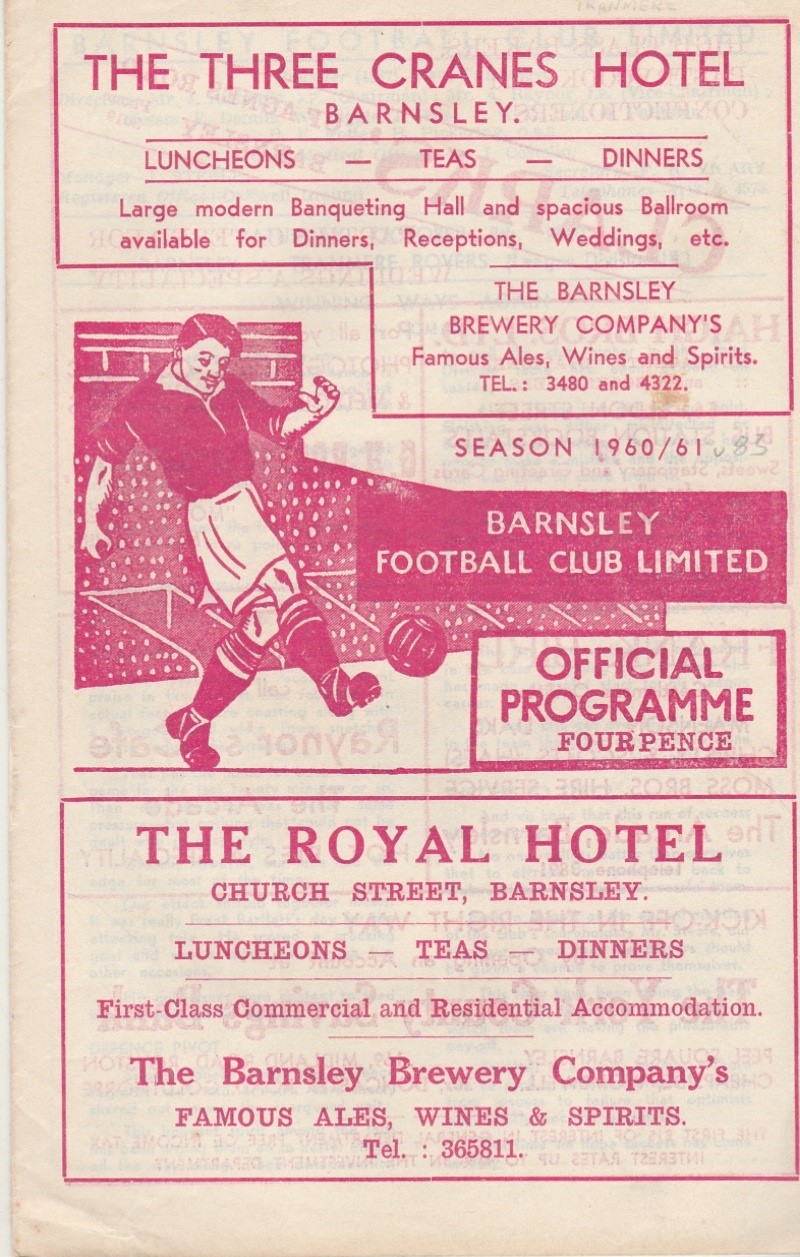 TRANMERE
THE THREE CRANES HOTEL
BARNSLEY.
LUNCHEONS — TEAS — DINNERS
Large modern Banqueting Hall and spacious Ballroom
available for Dinners, Receptions, Weddings, etc.
THE BARNSLEY
BREWERY COMPANY'S
Famous Ales, Wines and Spirits.
TEL. : 3480 and 4322.
SEASON 1960/61
BARNSLEY
FOOTBALL CLUB LIMITED
OFFICIAL
PROGRAMME
FOURPENCE
THE ROYAL HOTEL
CHURCH STREET, BARNSLEY.
LUNCHEONS — TEAS — DINNERS
First-Class Commercial and Residential Accommodation.
The Barnsley Brewery Company's
FAMOUS ALES, WINES & SPIRITS.
Tel. : 365811.